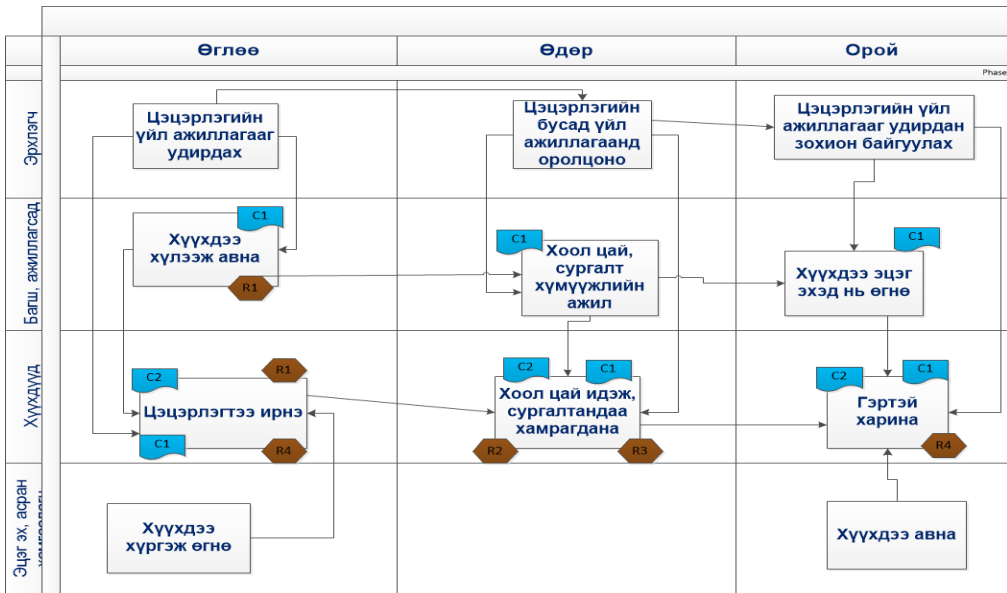 Өглөө
Өдөр
Орой
Phase
Эрхлэгч
Цэцэрлэгийн
үйл ажиллагааг
удирдах
Цэцэрлэгийн
бусад үйл
ажиллагаанд
оролцоно
Цэцэрлэгийн үйл
ажиллагааг удирдан
зохион байгуулах
Багш, ажиллагсад
C1
Хүүхдээ
хүлээж авна
R1
C1
Хоол цай,
сургалт
хүмүүжлийн
ажил
C1
Хүүхдээ эцэг
эхэд нь өгнө
Хүүхдүүд
C2
R1
Цэцэрлэгтээ ирнэ
C1
R4
C2
C1
Хоол цай идэж,
сургалтандаа
хамрагдана
R2
R3
C2
C1
Гэртэй
харина
R4
Эцэг эх, асран
Хүүхдээ
хүргэж өгнө
Хүүхдээ авна